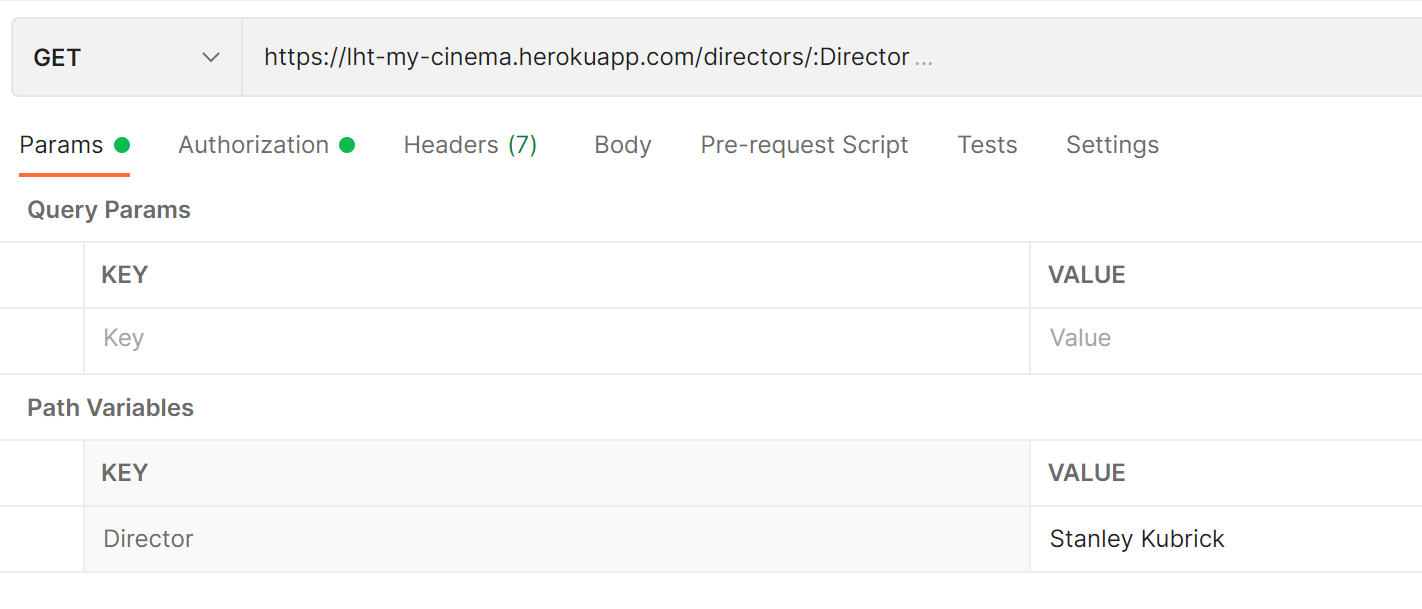 GET https://lht-my-cinema.herokuapp.com/directors/:Director ...
Params Authorization Headers (7) Body Pre-request Script Tests Settings
Query Params
KEY VALUE
Key Value
Path Variables
KEY VALUE
Director Stanley Kubrick